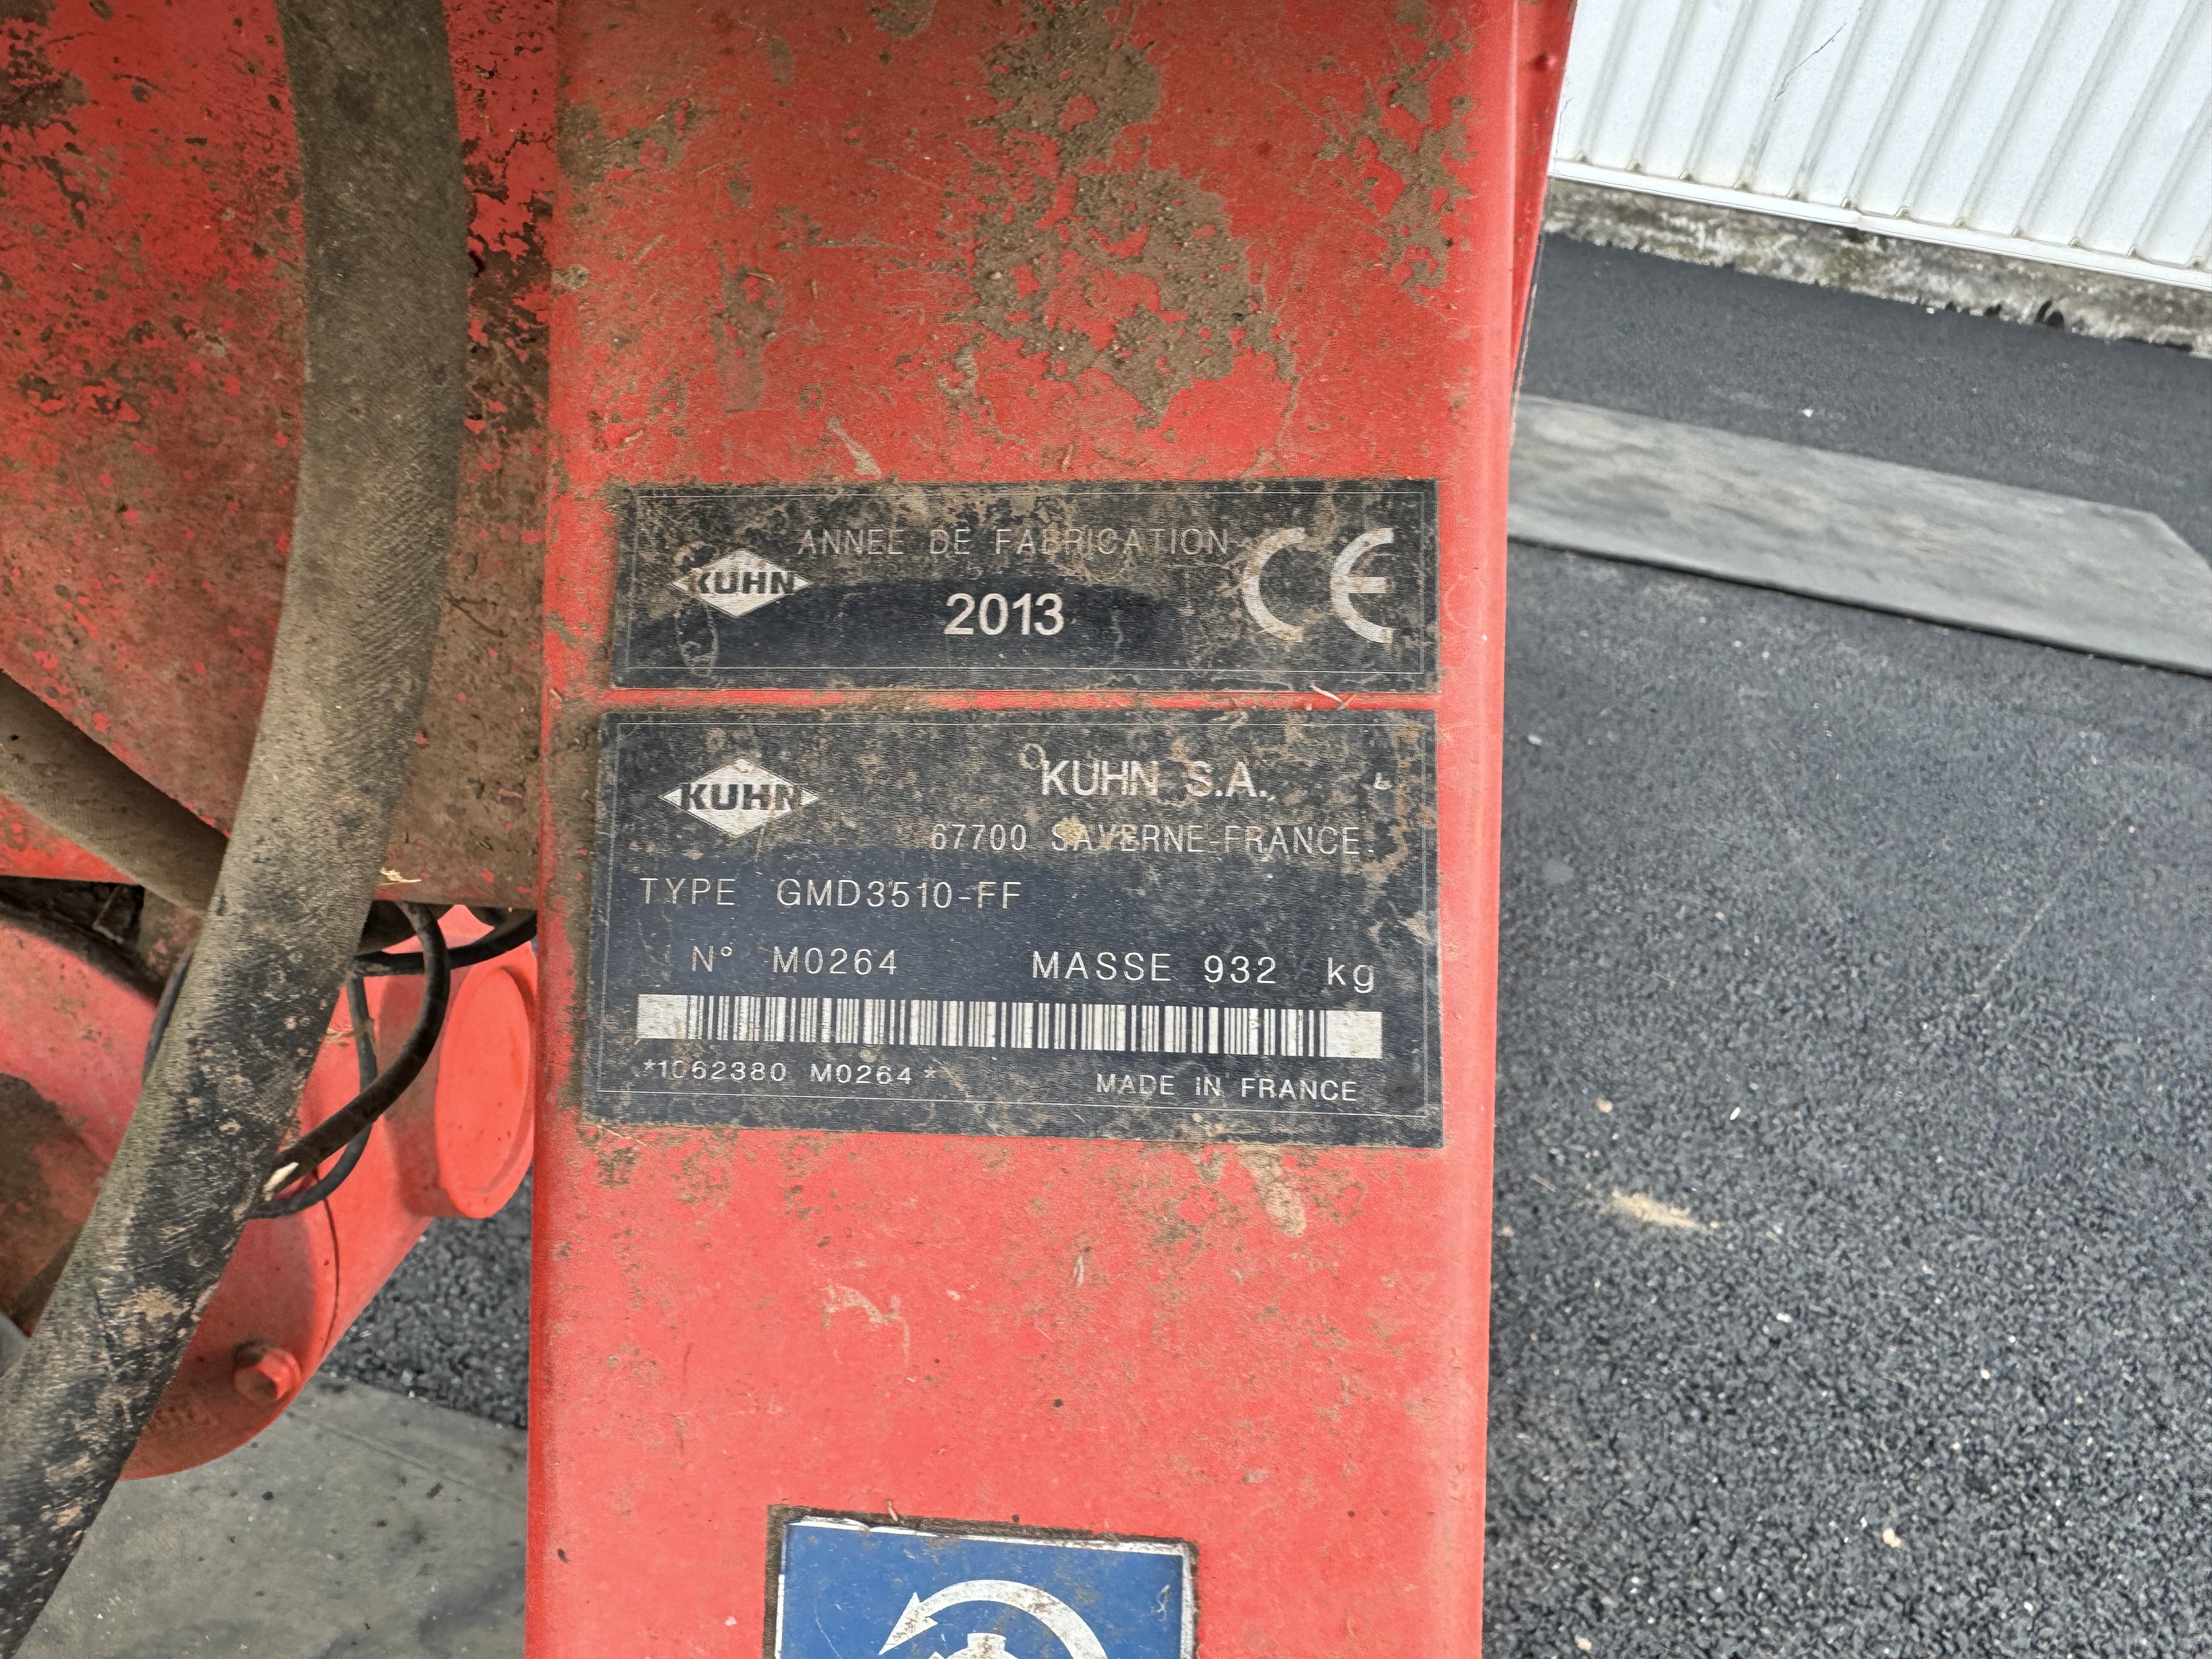 ANNEE DE FABRICATION
KUHN
2013
CE
KUHN
KUHN S.A.
67700 SAVERNE-FRANCE
TYPE GMD3510-FF
N° M0264 MASSE 932 kg
*1062380 M0264* MADE IN FRANCE